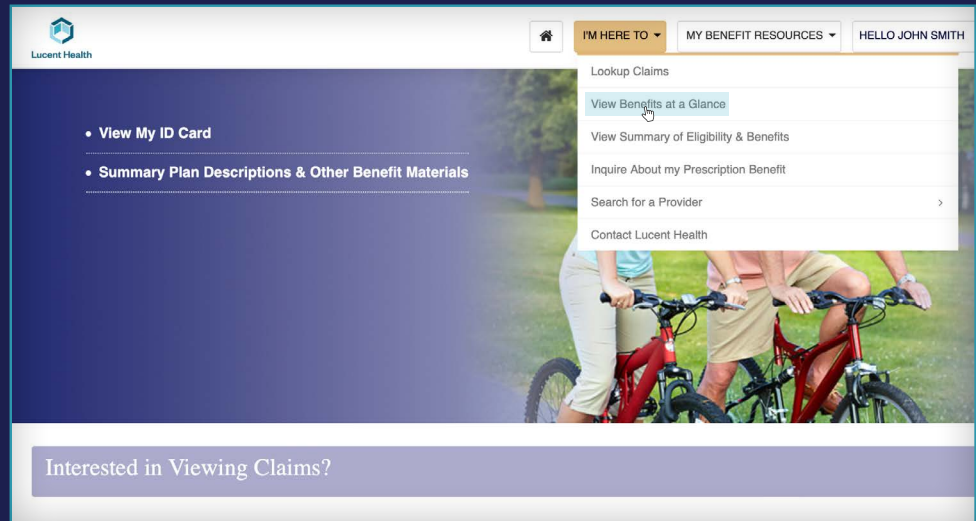 Lucent Health
I'M HERE TO
MY BENEFIT RESOURCES
HELLO JOHN SMITH
Lookup Claims
View Benefits at a Glance
View Summary of Eligibility & Benefits
Inquire About my Prescription Benefit
Search for a Provider
Contact Lucent Health
• View My ID Card
• Summary Plan Descriptions & Other Benefit Materials
Interested in Viewing Claims?